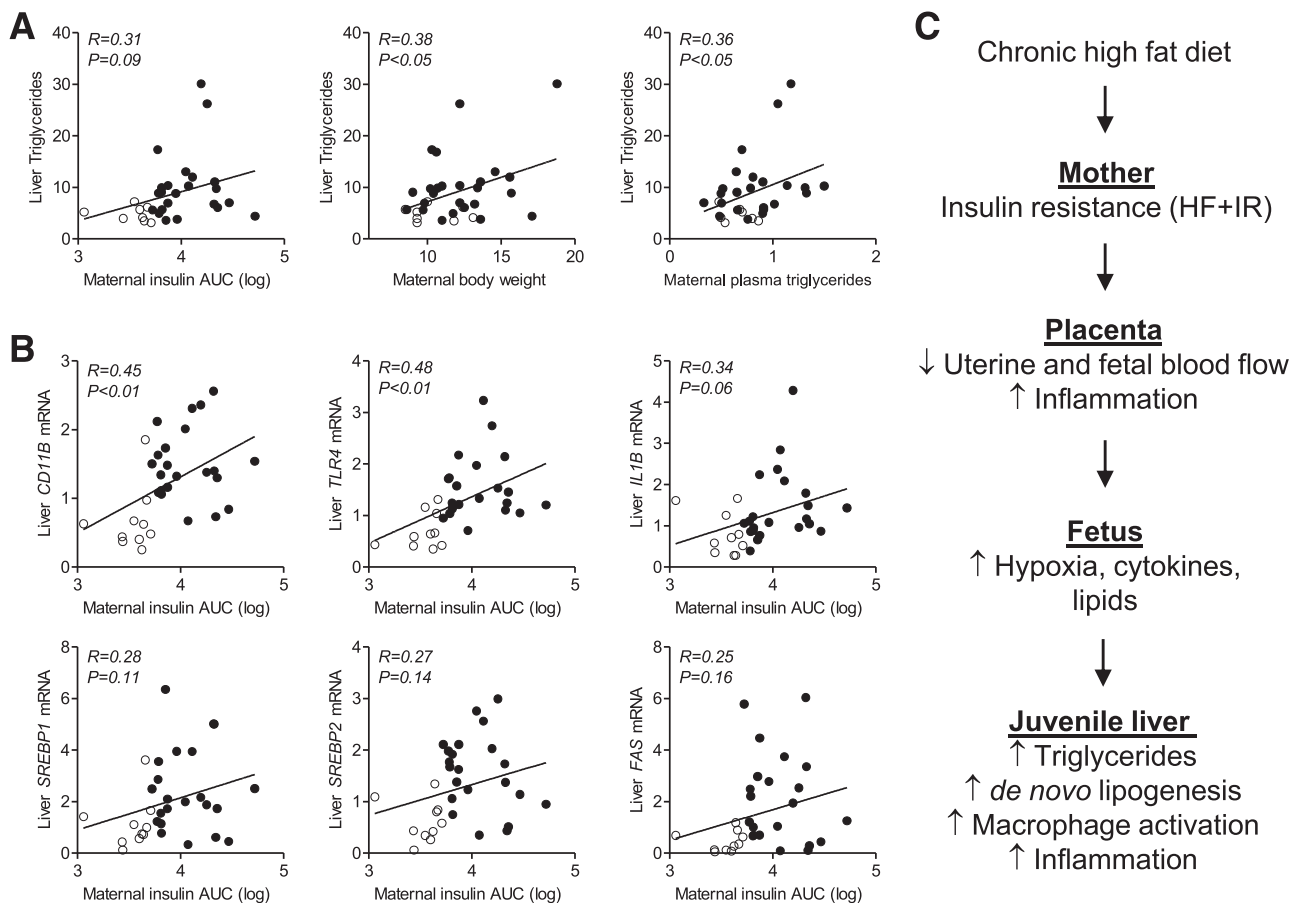 A
R=0.31
P=0.09
40
30
20
10
0
Liver Triglycerides
3
4
5
Maternal insulin AUC (log)
R=0.38
P<0.05
40
30
20
10
0
Liver Triglycerides
10
15
20
Maternal body weight
R=0.36
P<0.05
40
30
20
10
0
Liver Triglycerides
0
1
2
Maternal plasma triglycerides
B
R=0.45
P<0.01
3
2
1
0
Liver CD11B mRNA
3
4
5
Maternal insulin AUC (log)
R=0.48
P<0.01
4
3
2
1
0
Liver TLR4 mRNA
3
4
5
Maternal insulin AUC (log)
R=0.34
P=0.06
5
4
3
2
1
0
Liver IL1B mRNA
3
4
5
Maternal insulin AUC (log)
R=0.28
P=0.11
8
6
4
2
0
Liver SREBP1 mRNA
3
4
5
Maternal insulin AUC (log)
R=0.27
P=0.14
4
3
2
1
0
Liver SREBP2 mRNA
3
4
5
Maternal insulin AUC (log)
R=0.25
P=0.16
8
6
4
2
0
Liver FAS mRNA
3
4
5
Maternal insulin AUC (log)
C
Chronic high fat diet
Mother
Insulin resistance (HF+IR)
Placenta
↓ Uterine and fetal blood flow
↑ Inflammation
Fetus
↑ Hypoxia, cytokines,
lipids
Juvenile liver
↑ Triglycerides
↑ de novo lipogenesis
↑ Macrophage activation
↑ Inflammation